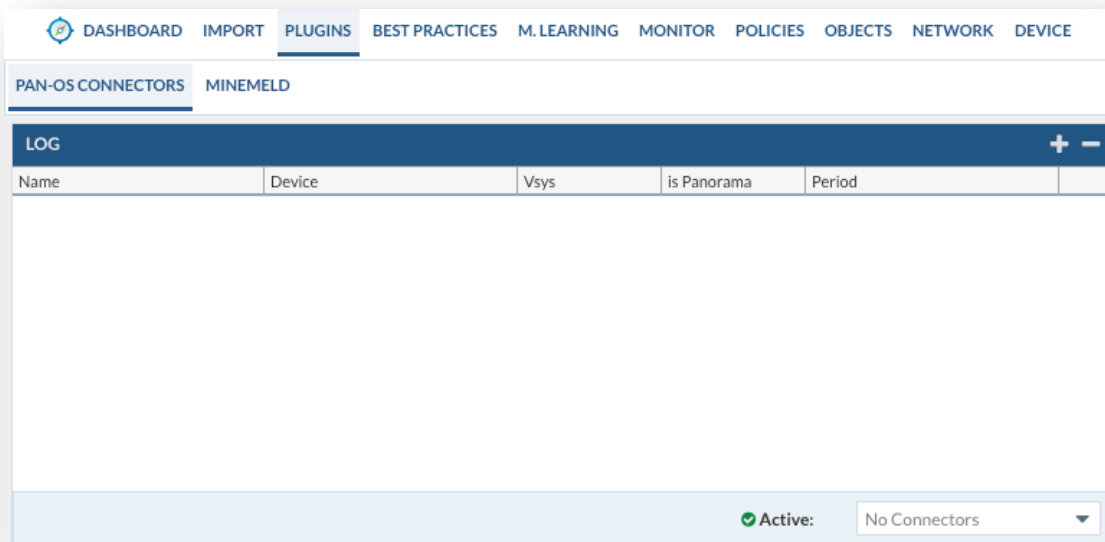 DASHBOARD IMPORT PLUGINS BEST PRACTICES M. LEARNING MONITOR POLICIES OBJECTS NETWORK DEVICE
PAN-OS CONNECTORS MINEMELD
LOG
Name Device Vsys is Panorama Period
Active: No Connectors